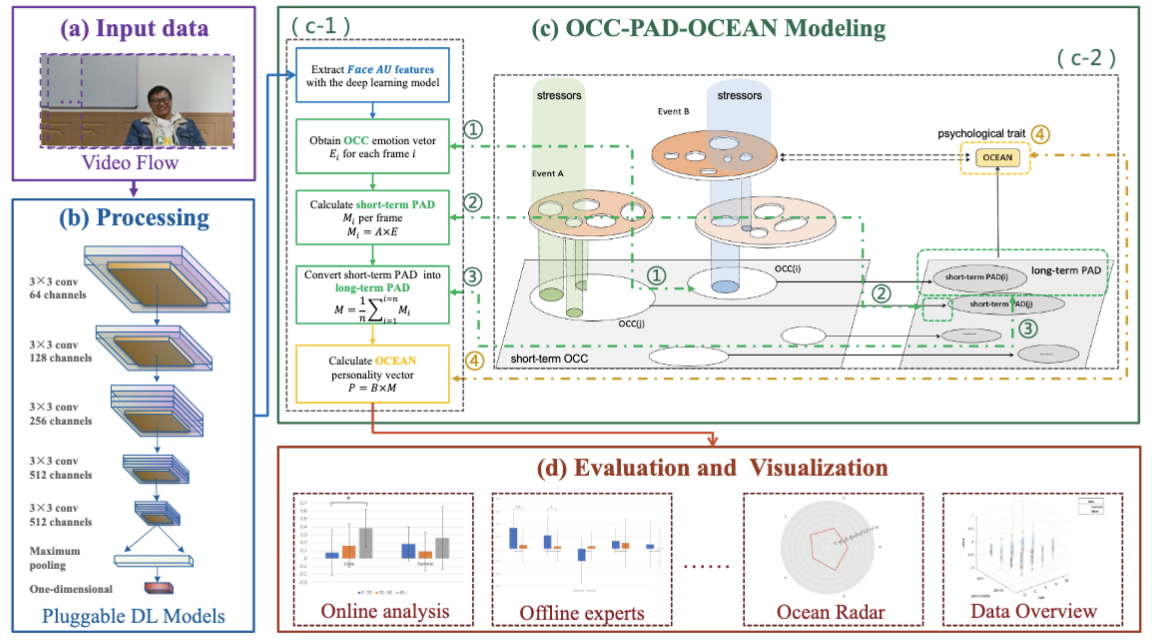 (a) Input data
Video Flow
(b) Processing
3×3 conv
64 channels
3×3 conv
128 channels
3×3 conv
256 channels
3×3 conv
512 channels
3×3 conv
512 channels
Maximum
pooling
One-dimensional
Pluggable DL Models
(c) OCC-PAD-OCEAN Modeling
(c-1)
Extract Face AU features
with the deep learning model
Obtain OCC emotion vetor
E_i for each frame i
Calculate short-term PAD
M_i per frame
M_i = A×E
Convert short-term PAD into
long-term PAD
M = 1/n ∑_{i=1}^{i=n} M_i
Calculate OCEAN
personality vector
P = B×M
①
②
③
④
(c-2)
stressors
stressors
Event B
Event A
psychological trait ④
OCEAN
OCC(i)
①
OCC(j)
short-term OCC
②
long-term PAD
short-term PAD(i)
short-term PAD(j)
③
......
......
(d) Evaluation and Visualization
Online analysis
Offline experts
......
Ocean Radar
Data Overview